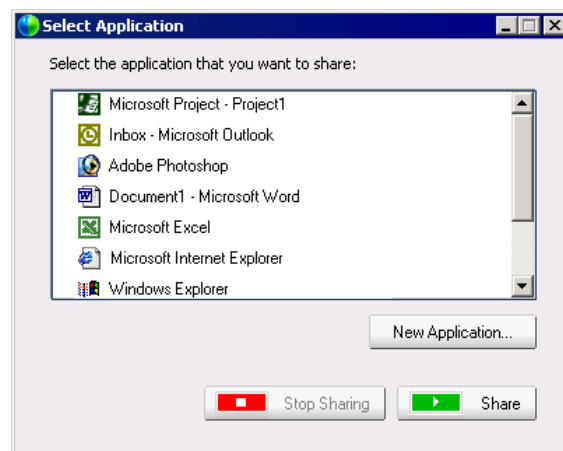 Select Application
Select the application that you want to share:
Microsoft Project - Project1
Inbox - Microsoft Outlook
Adobe Photoshop
Document1 - Microsoft Word
Microsoft Excel
Microsoft Internet Explorer
Windows Explorer
New Application...
Stop Sharing
Share